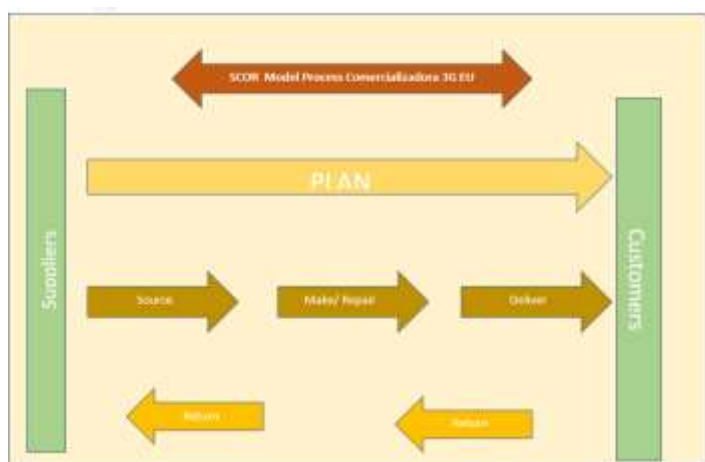 SCOR Model Process Comercializadora 3G EU
PLAN
Suppliers
Customers
Source
Make/ Repair
Deliver
Return
Return